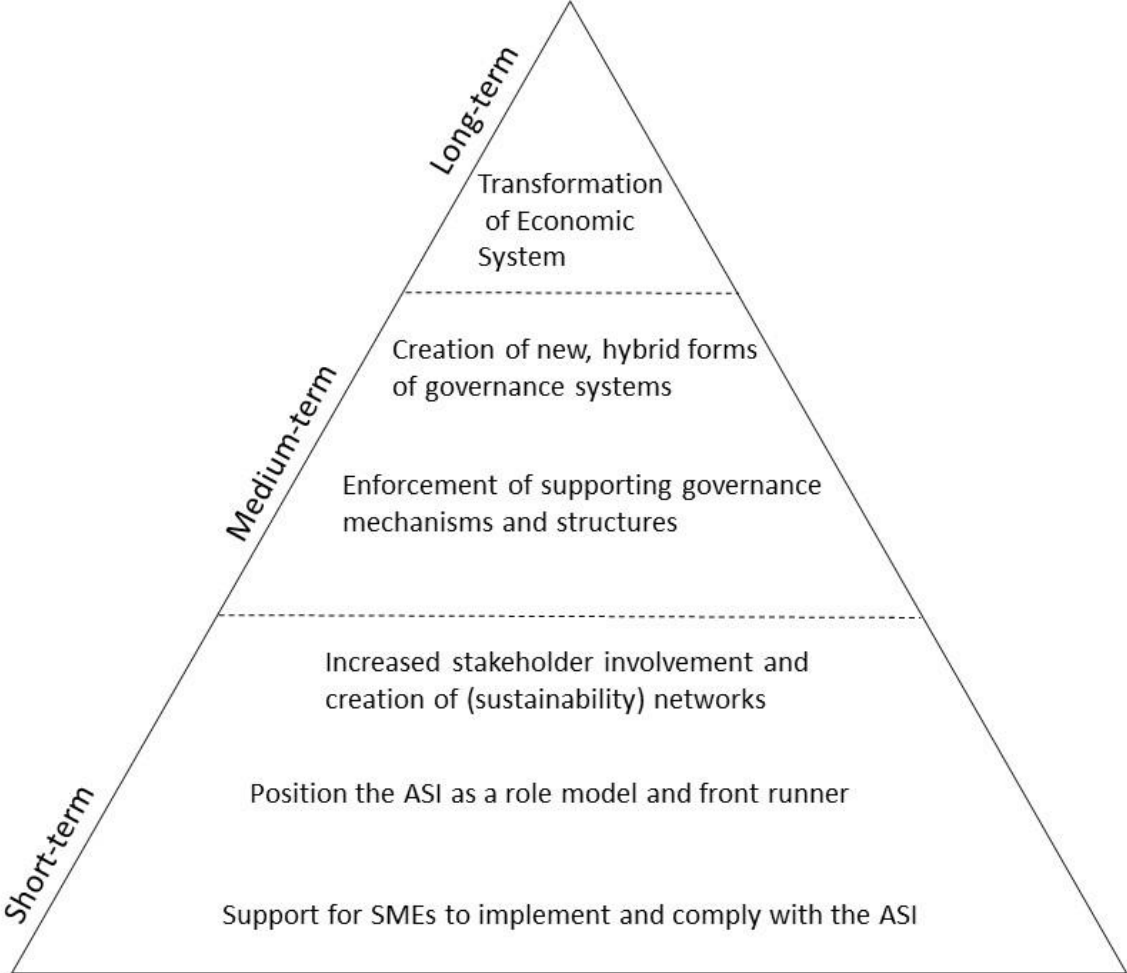 Long-term
Transformation
of Economic
System
Medium-term
Creation of new, hybrid forms
of governance systems
Enforcement of supporting governance
mechanisms and structures
Short-term
Increased stakeholder involvement and
creation of (sustainability) networks
Position the ASI as a role model and front runner
Support for SMEs to implement and comply with the ASI